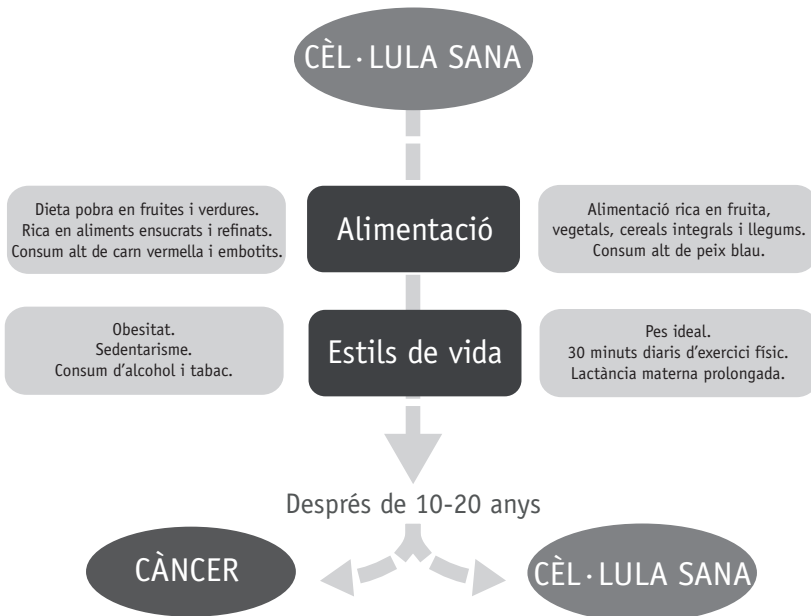 CÈL·LULA SANA
Dieta pobra en fruites i verdures.
Rica en aliments ensucrats i refinats.
Consum alt de carn vermella i embotits.
Alimentació
Alimentació rica en fruita,
vegetals, cereals integrals i llegums.
Consum alt de peix blau.
Obesitat.
Sedentarisme.
Consum d’alcohol i tabac.
Estils de vida
Pes ideal.
30 minuts diaris d’exercici físic.
Lactància materna prolongada.
Després de 10-20 anys
CÀNCER
CÈL·LULA SANA